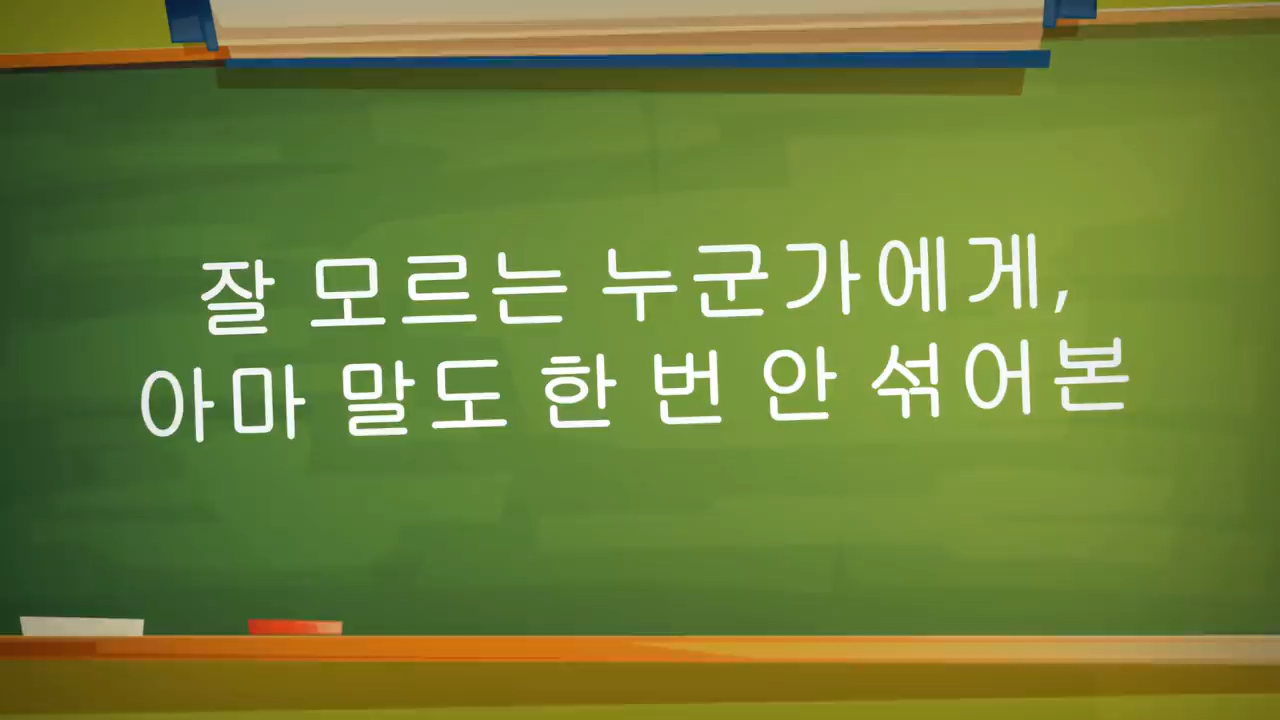 잘 모르는 누군가에게,
아마 말도 한 번 안 섞어본